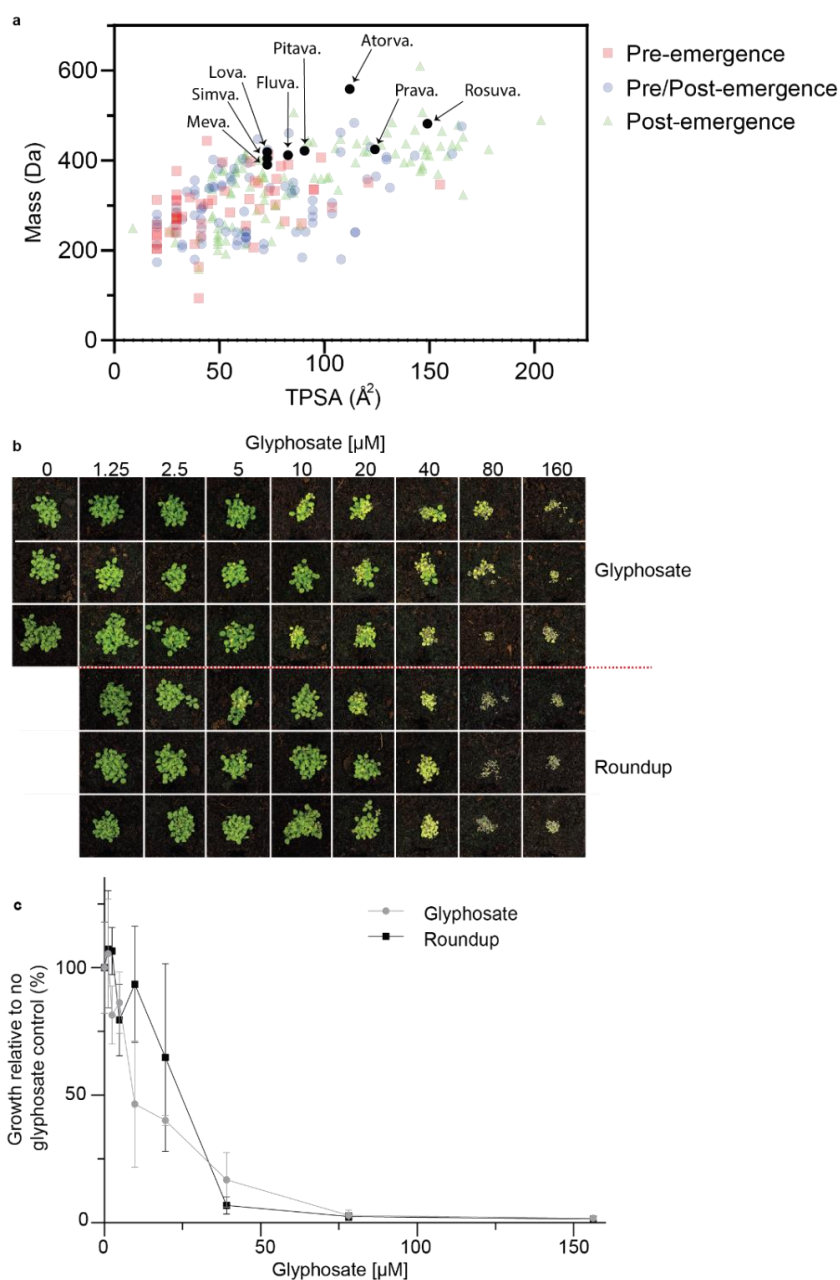 a
600
400
200
0
Mass (Da)
0 50 100 150 200
TPSA (Å²)
Pitava.
Atorva.
Lova.
Fluva.
Simva.
Prava.
Rosuva.
Meva.
Pre-emergence
Pre/Post-emergence
Post-emergence
b
Glyphosate [µM]
0 1.25 2.5 5 10 20 40 80 160
Glyphosate
Roundup
c
Glyphosate
Roundup
100
50
0
Growth relative to no
glyphosate control (%)
0 50 100 150
Glyphosate [µM]